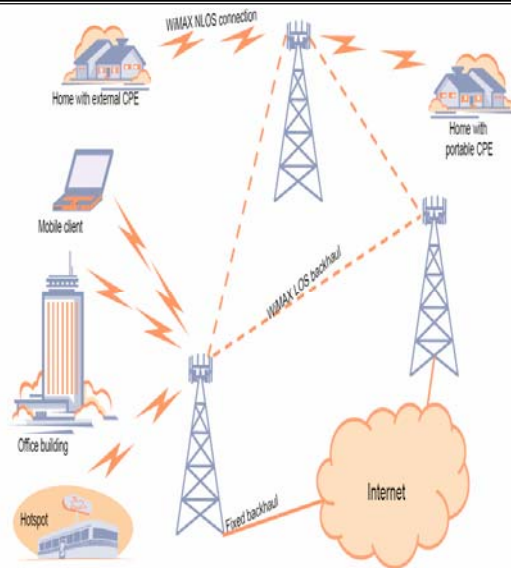 WiMAX NLOS connection
Home with external CPE
Home with
portable CPE
Mobile client
WiMAX LOS backhaul
Office building
Hotspot
Fixed backhaul
Internet